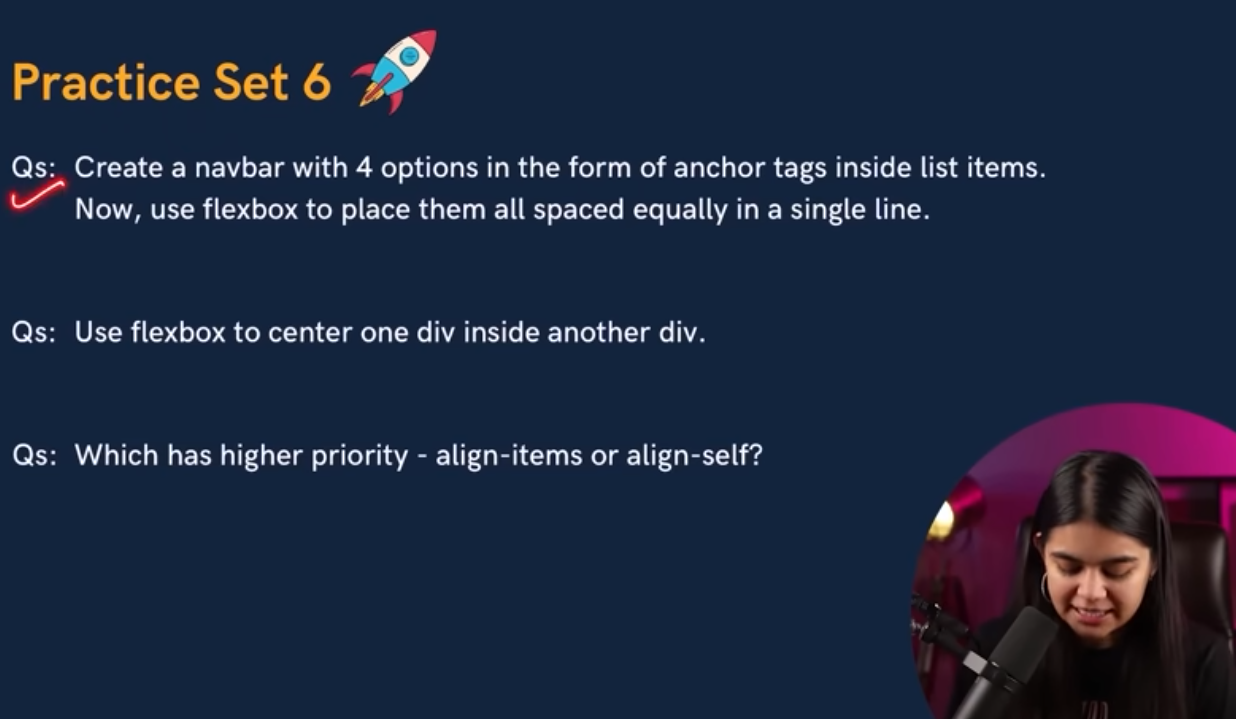 Practice Set 6
Qs: Create a navbar with 4 options in the form of anchor tags inside list items.
Now, use flexbox to place them all spaced equally in a single line.
Qs: Use flexbox to center one div inside another div.
Qs: Which has higher priority - align-items or align-self?